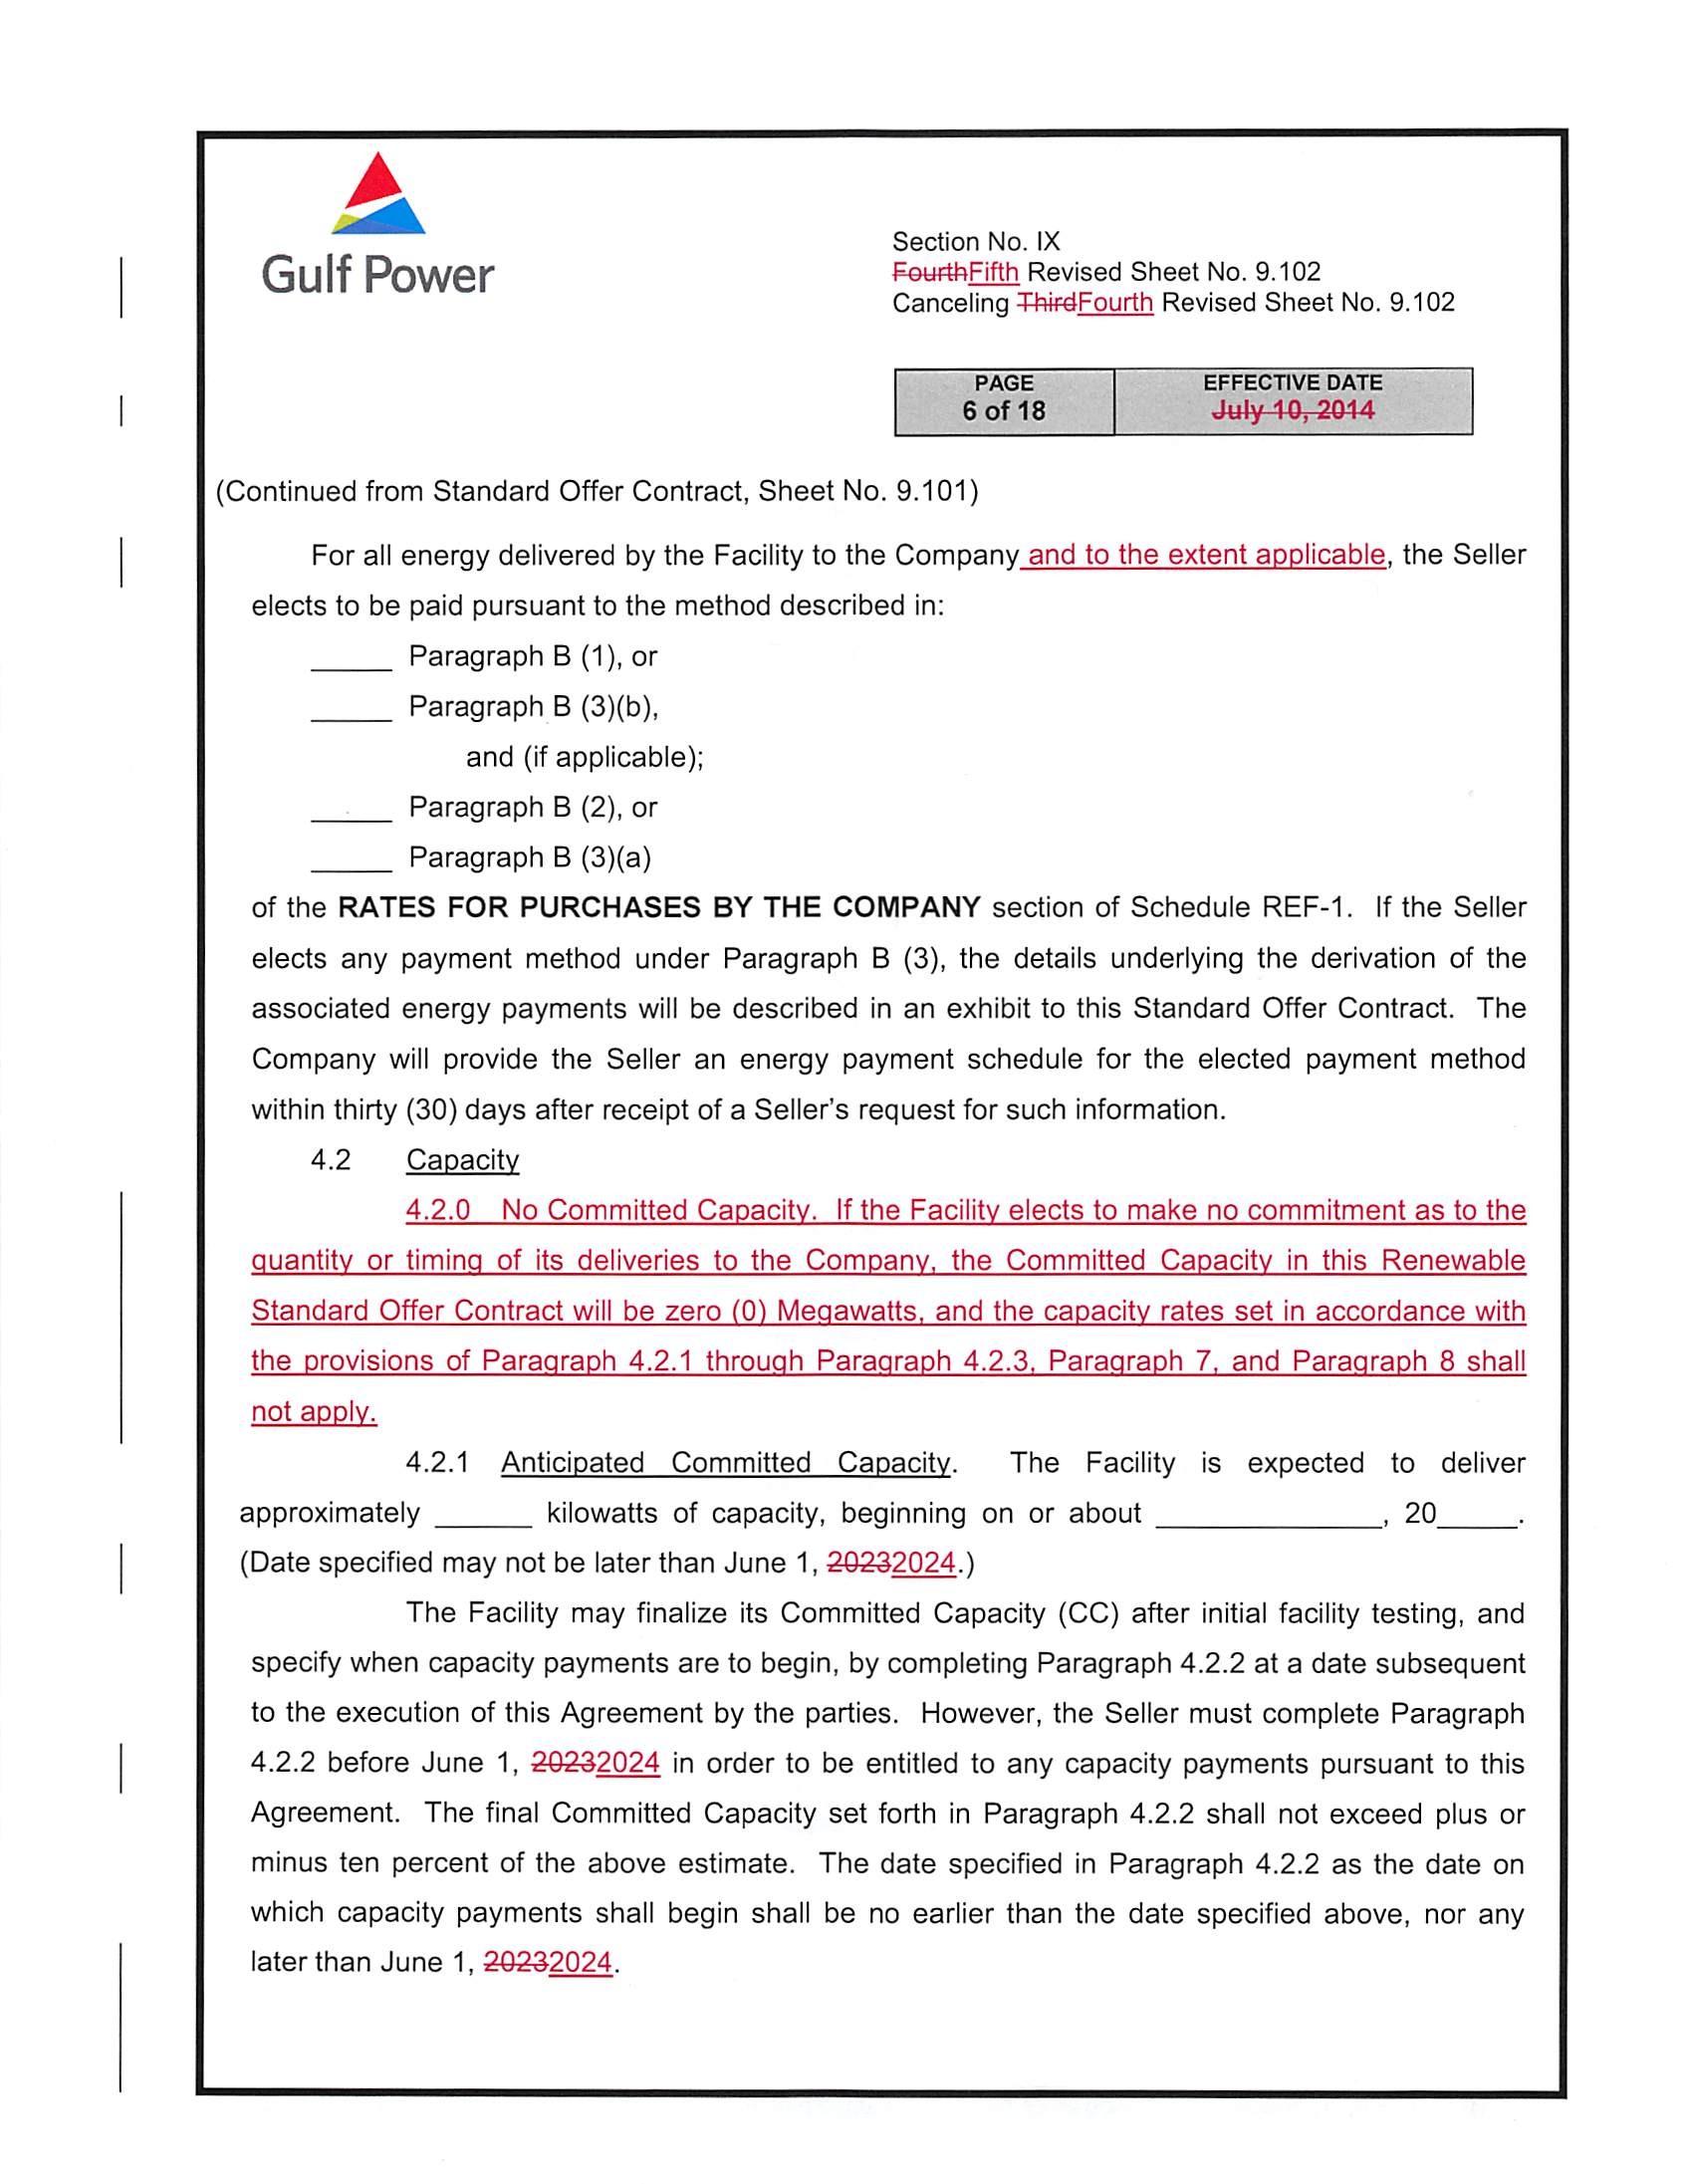 Gulf Power
Section No. IX
FourthFifth Revised Sheet No. 9.102
Canceling ThirdFourth Revised Sheet No. 9.102
PAGE
6 of 18
EFFECTIVE DATE
July 10, 2014
(Continued from Standard Offer Contract, Sheet No. 9.101)
For all energy delivered by the Facility to the Company and to the extent applicable, the Seller
elects to be paid pursuant to the method described in:
_____ Paragraph B (1), or
_____ Paragraph B (3)(b),
and (if applicable);
_____ Paragraph B (2), or
_____ Paragraph B (3)(a)
of the RATES FOR PURCHASES BY THE COMPANY section of Schedule REF-1. If the Seller
elects any payment method under Paragraph B (3), the details underlying the derivation of the
associated energy payments will be described in an exhibit to this Standard Offer Contract. The
Company will provide the Seller an energy payment schedule for the elected payment method
within thirty (30) days after receipt of a Seller's request for such information.
4.2 Capacity
4.2.0 No Committed Capacity. If the Facility elects to make no commitment as to the
quantity or timing of its deliveries to the Company, the Committed Capacity in this Renewable
Standard Offer Contract will be zero (0) Megawatts, and the capacity rates set in accordance with
the provisions of Paragraph 4.2.1 through Paragraph 4.2.3, Paragraph 7, and Paragraph 8 shall
not apply.
4.2.1 Anticipated Committed Capacity. The Facility is expected to deliver
approximately ______ kilowatts of capacity, beginning on or about ______________, 20_____.
(Date specified may not be later than June 1, 20232024.)
The Facility may finalize its Committed Capacity (CC) after initial facility testing, and
specify when capacity payments are to begin, by completing Paragraph 4.2.2 at a date subsequent
to the execution of this Agreement by the parties. However, the Seller must complete Paragraph
4.2.2 before June 1, 20232024 in order to be entitled to any capacity payments pursuant to this
Agreement. The final Committed Capacity set forth in Paragraph 4.2.2 shall not exceed plus or
minus ten percent of the above estimate. The date specified in Paragraph 4.2.2 as the date on
which capacity payments shall begin shall be no earlier than the date specified above, nor any
later than June 1, 20232024.